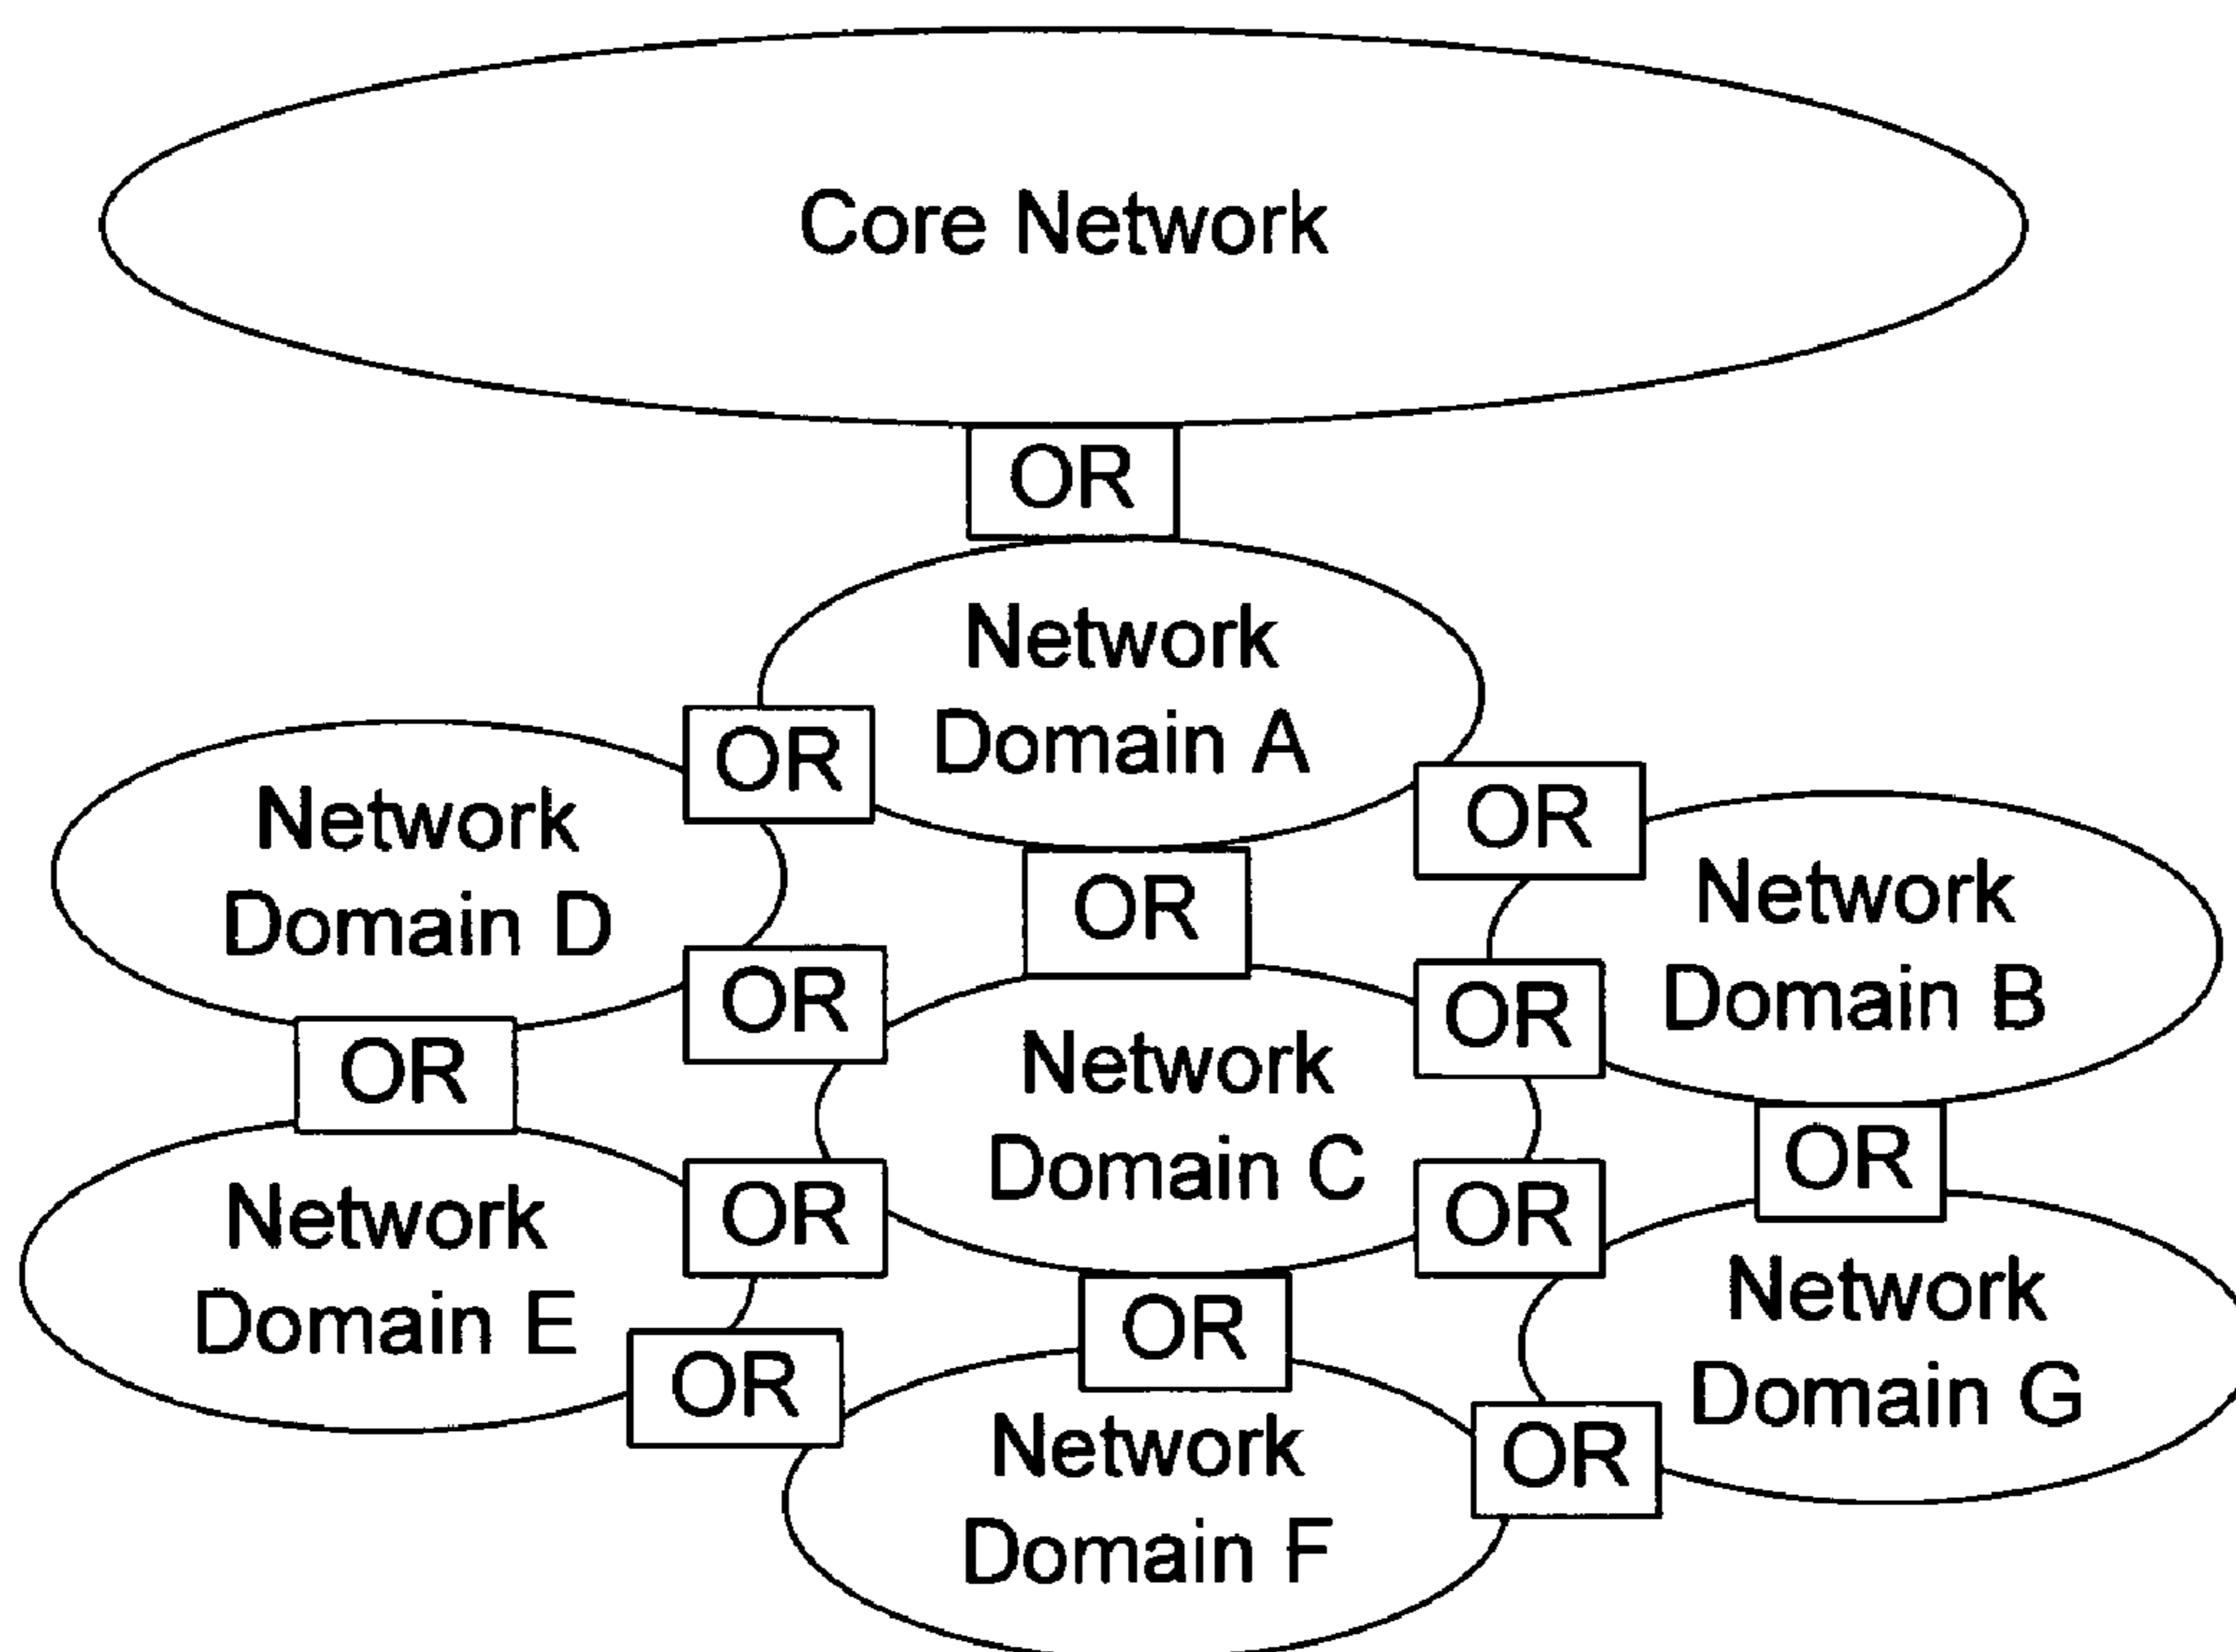 Core Network
OR
Network
Domain A
OR
OR
Network
Domain D
OR
Network
Domain B
OR
OR
Network
Domain C
OR
OR
OR
OR
Network
Domain E
OR
Network
Domain G
OR
OR
Network
Domain F